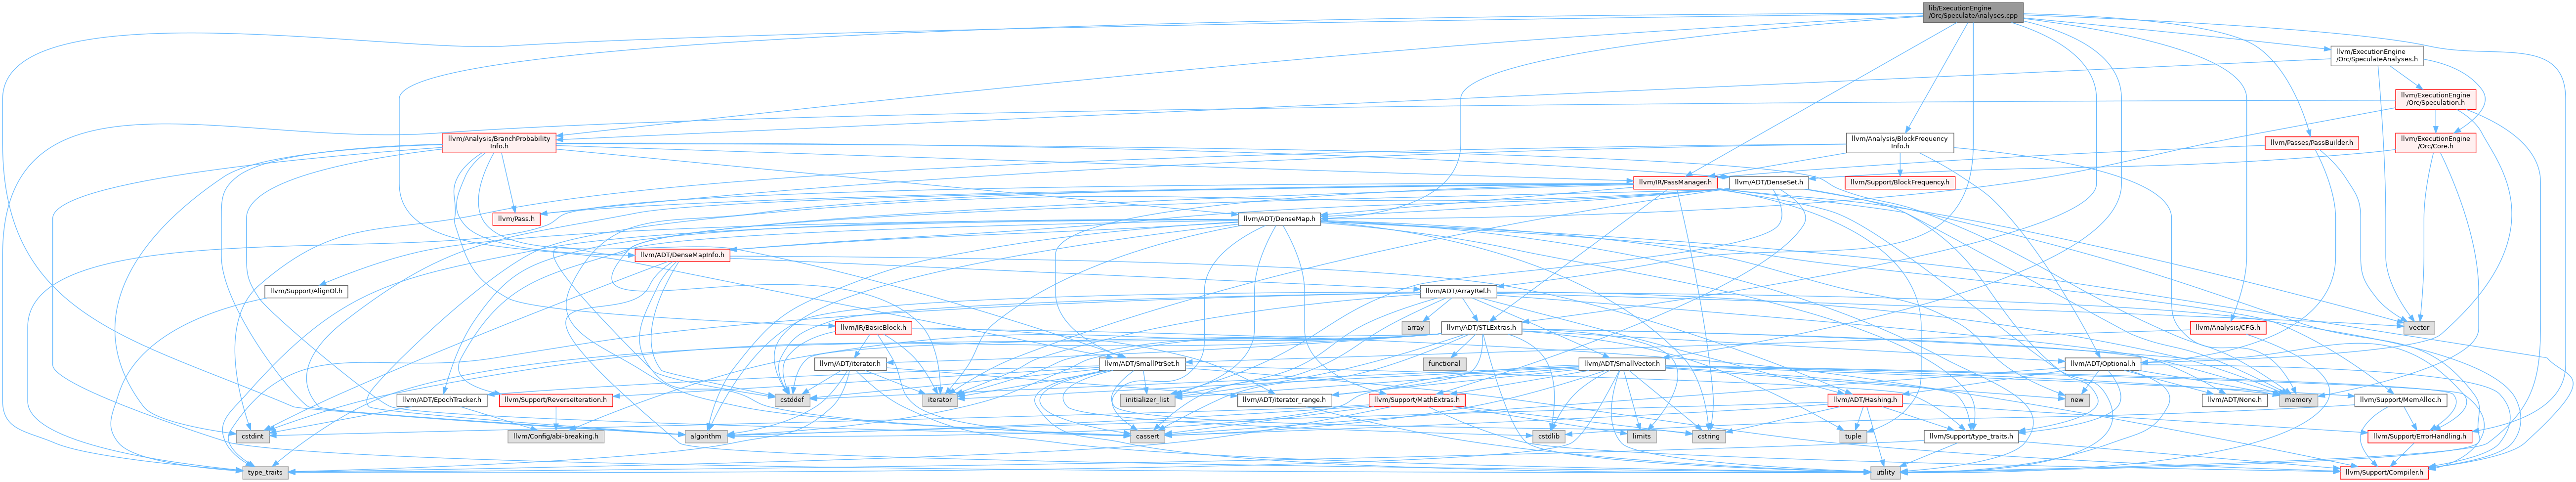 lib/ExecutionEngine
/Orc/SpeculateAnalyses.cpp
llvm/ExecutionEngine
/Orc/SpeculateAnalyses.h
llvm/ExecutionEngine
/Orc/Speculation.h
llvm/Analysis/BranchProbability
Info.h
llvm/Analysis/BlockFrequency
Info.h
llvm/Passes/PassBuilder.h
llvm/ExecutionEngine
/Orc/Core.h
llvm/IR/PassManager.h
llvm/ADT/DenseSet.h
llvm/Support/BlockFrequency.h
llvm/Pass.h
llvm/ADT/DenseMap.h
llvm/ADT/DenseMapInfo.h
llvm/Support/AlignOf.h
llvm/ADT/ArrayRef.h
llvm/IR/BasicBlock.h
array
llvm/ADT/STLExtras.h
llvm/Analysis/CFG.h
vector
llvm/ADT/iterator.h
llvm/ADT/SmallPtrSet.h
functional
llvm/ADT/SmallVector.h
llvm/ADT/Optional.h
llvm/ADT/EpochTracker.h
llvm/Support/ReverseIteration.h
cstddef
iterator
initializer_list
llvm/ADT/iterator_range.h
llvm/Support/MathExtras.h
llvm/ADT/Hashing.h
new
llvm/ADT/None.h
memory
llvm/Support/MemAlloc.h
cstdint
llvm/Config/abi-breaking.h
algorithm
cassert
cstdlib
limits
cstring
tuple
llvm/Support/type_traits.h
llvm/Support/ErrorHandling.h
type_traits
utility
llvm/Support/Compiler.h